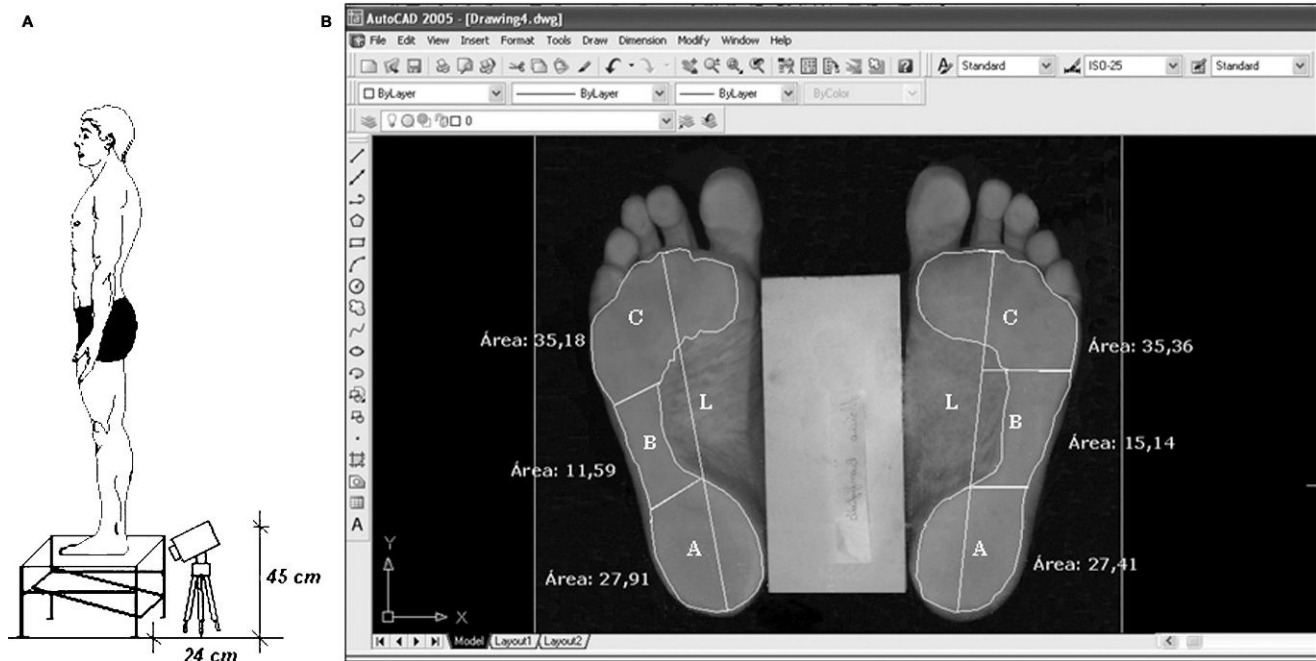 A
45 cm
24 cm
B
AutoCAD 2005 - [Drawing4.dwg]
File Edit View Insert Format Tools Draw Dimension Modify Window Help
Standard ISO-25 Standard
ByLayer ByLayer ByLayer ByColor
0
A
C C
Área: 35,18 Área: 35,36
L L
B B
Área: 11,59 Área: 15,14
A A
Área: 27,91 Área: 27,41
Y
X
Model Layout1 Layout2